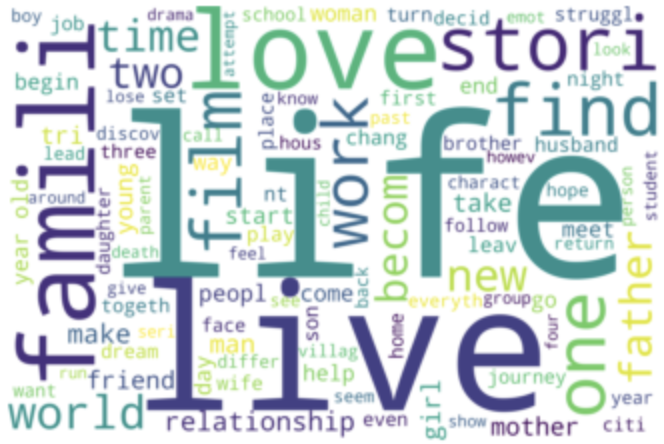 boy
job
drama
school
woman
turn
decid
emot
struggl
time
love
stori
attempt
look
two
begin
lose
set
film
call
know
first
end
night
find
tri
discov
place
past
work
chang
brother
husband
lead
three
way
hous
howev
familli
around
young
parent
life
charact
hope
person
student
year old
daughter
nt
start
play
child
becom
take
follow
meet
death
feel
leav
return
father
give
peopl
see
come
back
new
everyth
group
go
one
togeth
live
make
seri
face
son
home
four
dream
man
differ
villag
run
friend
day
wife
help
girl
journey
want
seem
year
world
relationship
even
show
mother
citi